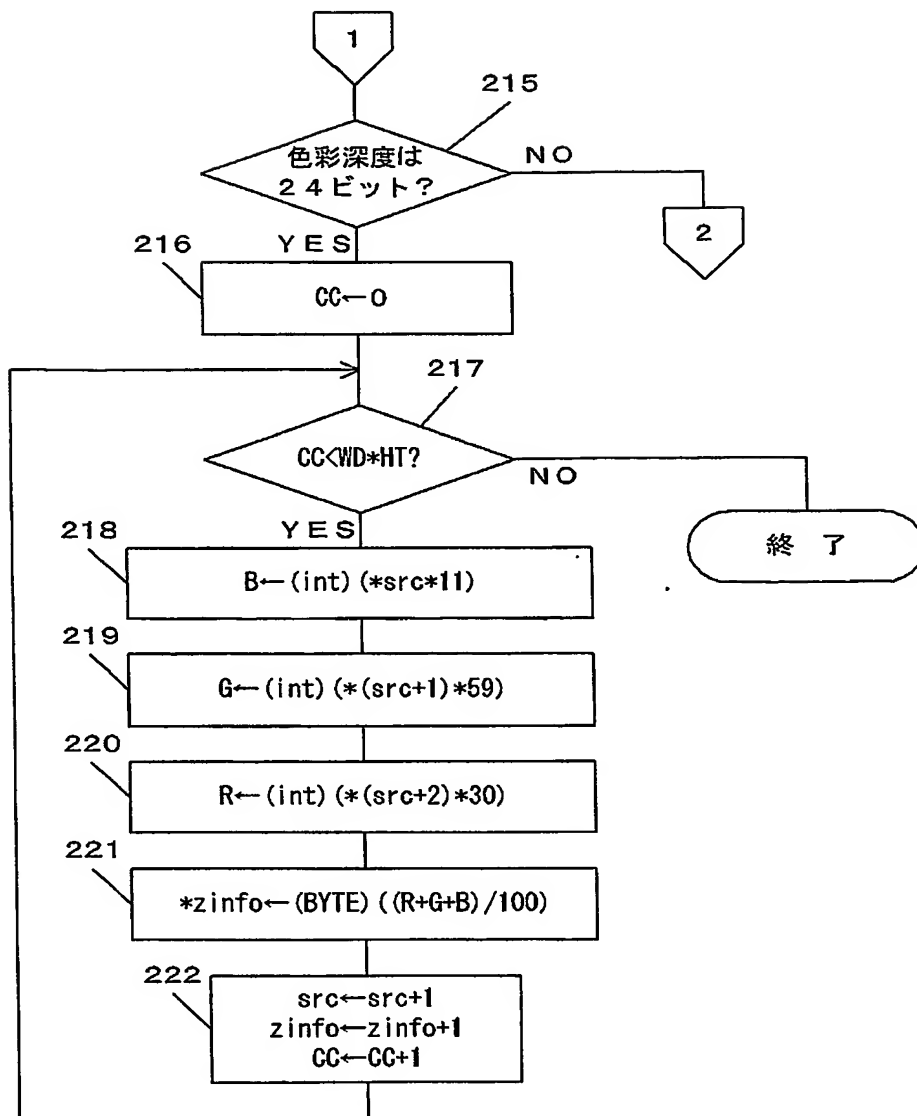 1
215
色彩深度は
24ビット?
NO
2
YES
216
CC←0
217
CC<WD*HT?
NO
YES
終 了
218
B←(int)(*src*11)
219
G←(int)(*(src+1)*59)
220
R←(int)(*(src+2)*30)
221
*zinfo←(BYTE)((R+G+B)/100)
222
src←src+1
zinfo←zinfo+1
CC←CC+1